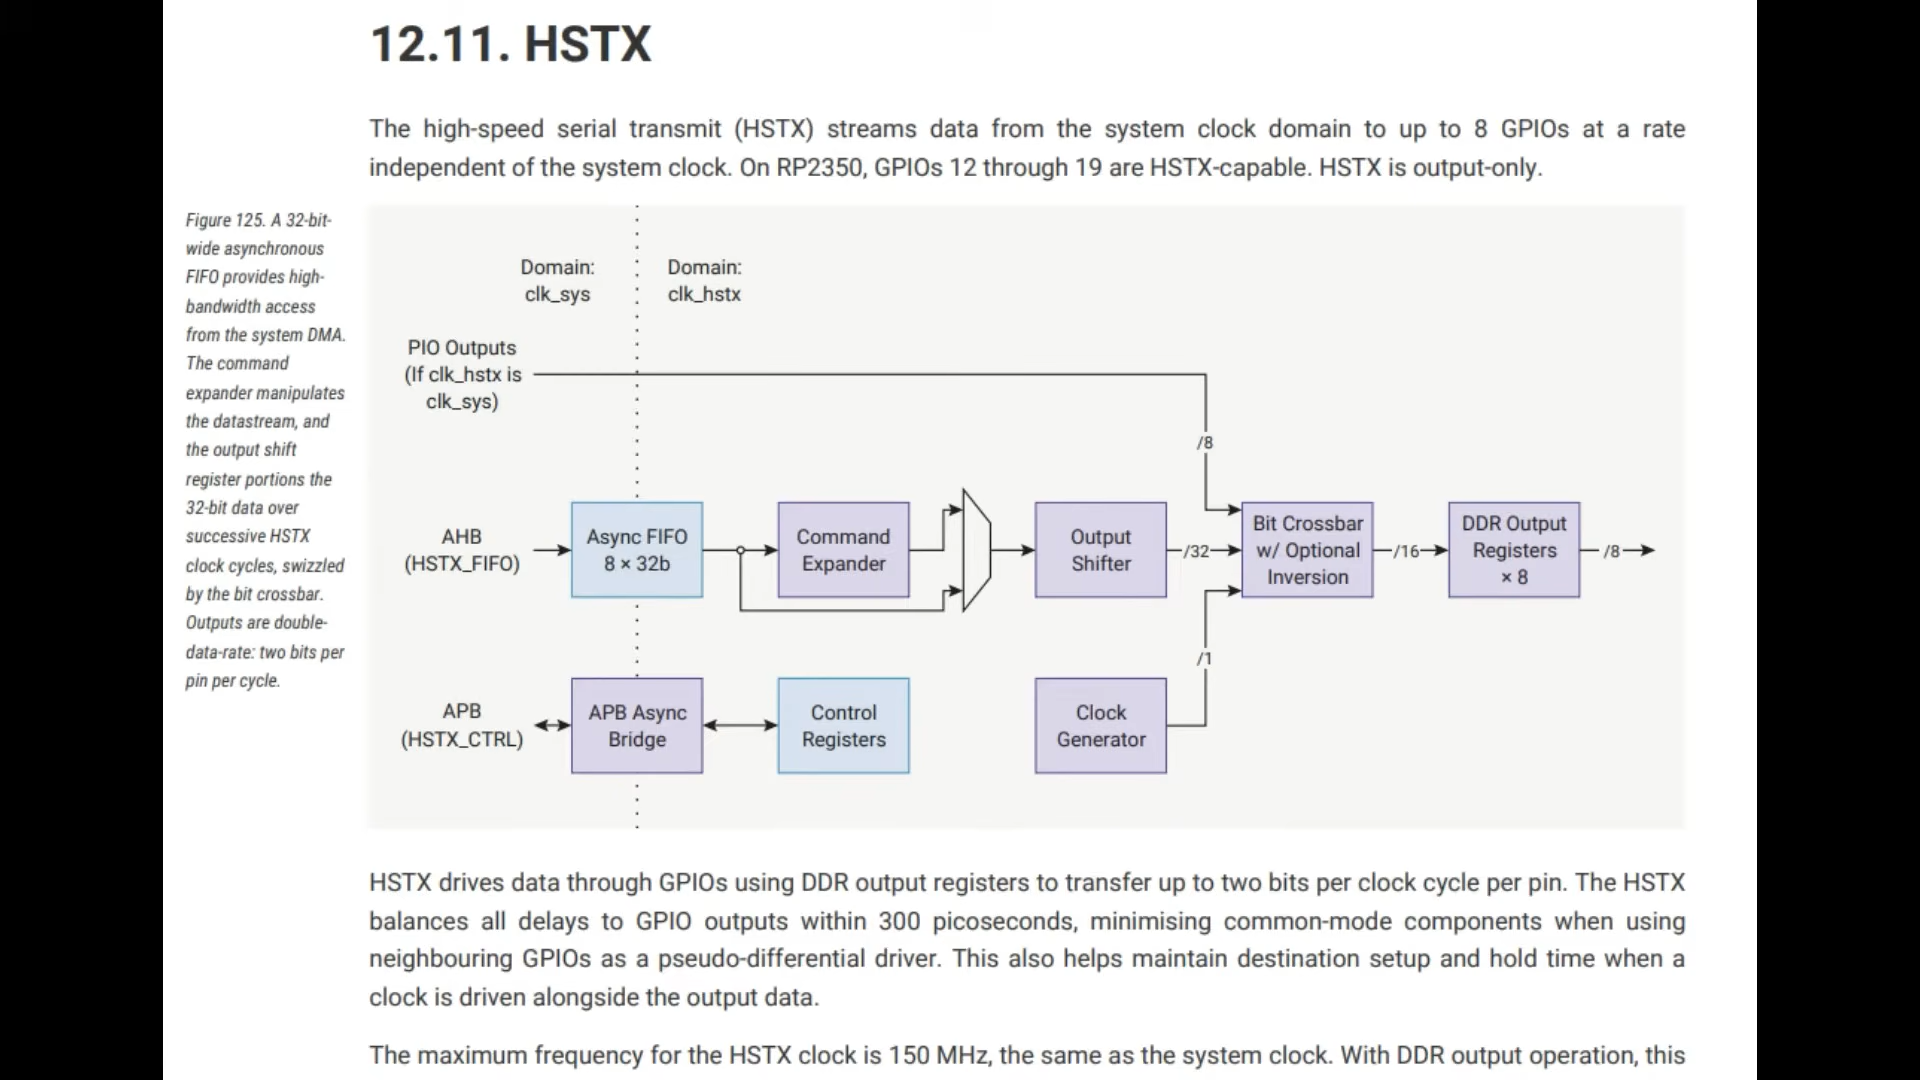 12.11. HSTX
The high-speed serial transmit (HSTX) streams data from the system clock domain to up to 8 GPIOs at a rate
independent of the system clock. On RP2350, GPIOs 12 through 19 are HSTX-capable. HSTX is output-only.
Figure 125. A 32-bit-
wide asynchronous
FIFO provides high-
bandwidth access
from the system DMA.
The command
expander manipulates
the datastream, and
the output shift
register portions the
32-bit data over
successive HSTX
clock cycles, swizzled
by the bit crossbar.
Outputs are double-
data-rate: two bits per
pin per cycle.
Domain:
clk_sys
Domain:
clk_hstx
PIO Outputs
(If clk_hstx is
clk_sys)
/8
AHB
(HSTX_FIFO)
Async FIFO
8 × 32b
Command
Expander
Output
Shifter
/32
Bit Crossbar
w/ Optional
Inversion
/16
DDR Output
Registers
× 8
/8
/1
APB
(HSTX_CTRL)
APB Async
Bridge
Control
Registers
Clock
Generator
HSTX drives data through GPIOs using DDR output registers to transfer up to two bits per clock cycle per pin. The HSTX
balances all delays to GPIO outputs within 300 picoseconds, minimising common-mode components when using
neighbouring GPIOs as a pseudo-differential driver. This also helps maintain destination setup and hold time when a
clock is driven alongside the output data.
The maximum frequency for the HSTX clock is 150 MHz, the same as the system clock. With DDR output operation, this